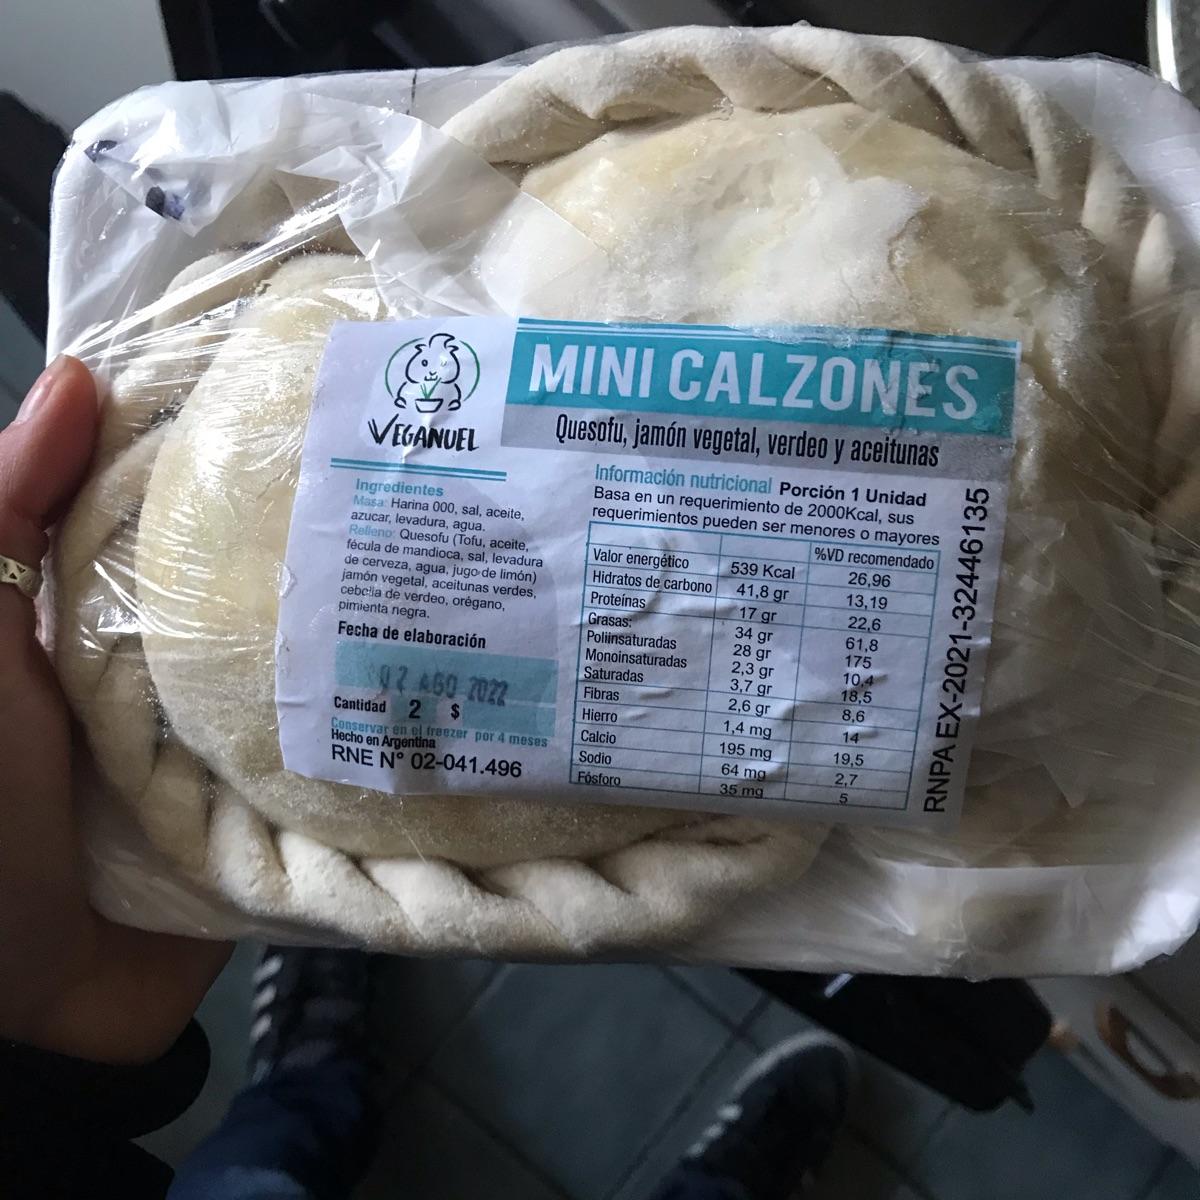 VEGANUEL
MINI CALZONES
Quesofu, jamón vegetal, verdeo y aceitunas
Ingredientes
Masa: Harina 000, sal, aceite,
azucar, levadura, agua.
Relleno: Quesofu (Tofu, aceite,
fécula de mandioca, sal, levadura
de cerveza, agua, jugo de limón)
jamón vegetal, aceitunas verdes,
cebolla de verdeo, orégano,
pimienta negra.
Fecha de elaboración
02 AGO 2022
Cantidad 2 $
Conservar en el freezer por 4 meses
Hecho en Argentina
RNE N° 02-041.496
Información nutricional Porción 1 Unidad
Basa en un requerimiento de 2000Kcal, sus
requerimientos pueden ser menores o mayores
%VD recomendado
Valor energético 539 Kcal 26,96
Hidratos de carbono 41,8 gr 13,19
Proteínas 17 gr 22,6
Grasas: 34 gr 61,8
Poliinsaturadas 28 gr 175
Monoinsaturadas 2,3 gr 10,4
Saturadas 3,7 gr 18,5
Fibras 2,6 gr 8,6
Hierro 1,4 mg 14
Calcio 195 mg 19,5
Sodio 64 mg 2,7
Fósforo 35 mg 5
RNPA EX-2021-32446135